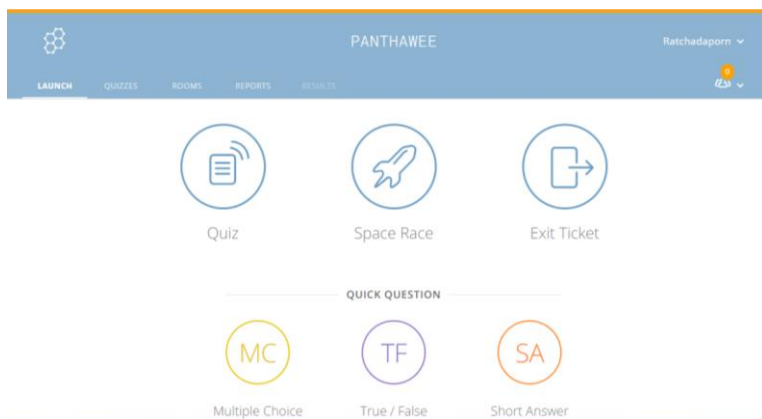 PANTHAWEE
Ratchadaporn
0
LAUNCH QUIZZES ROOMS REPORTS RESULTS
Quiz Space Race Exit Ticket
QUICK QUESTION
MC TF SA
Multiple Choice True / False Short Answer